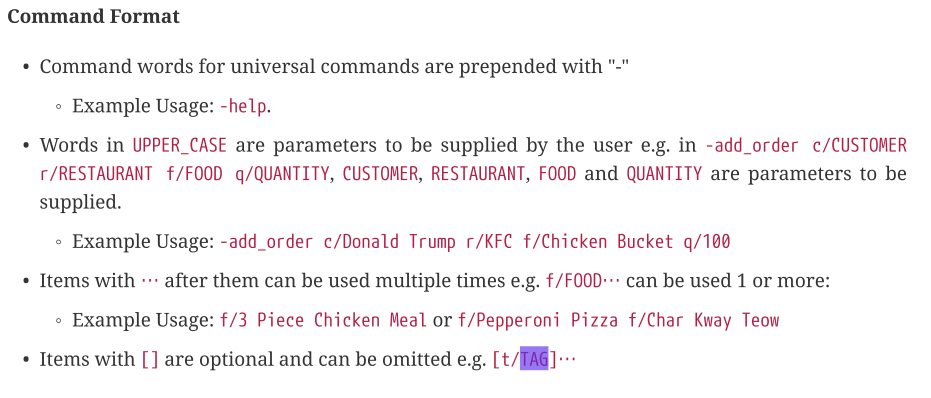 Command Format
• Command words for universal commands are prepended with "-"
◦ Example Usage: -help.
• Words in UPPER_CASE are parameters to be supplied by the user e.g. in -add_order c/CUSTOMER
r/RESTAURANT f/FOOD q/QUANTITY, CUSTOMER, RESTAURANT, FOOD and QUANTITY are parameters to be
supplied.
◦ Example Usage: -add_order c/Donald Trump r/KFC f/Chicken Bucket q/100
• Items with ⋯ after them can be used multiple times e.g. f/FOOD⋯ can be used 1 or more:
◦ Example Usage: f/3 Piece Chicken Meal or f/Pepperoni Pizza f/Char Kway Teow
• Items with [] are optional and can be omitted e.g. [t/TAG]⋯